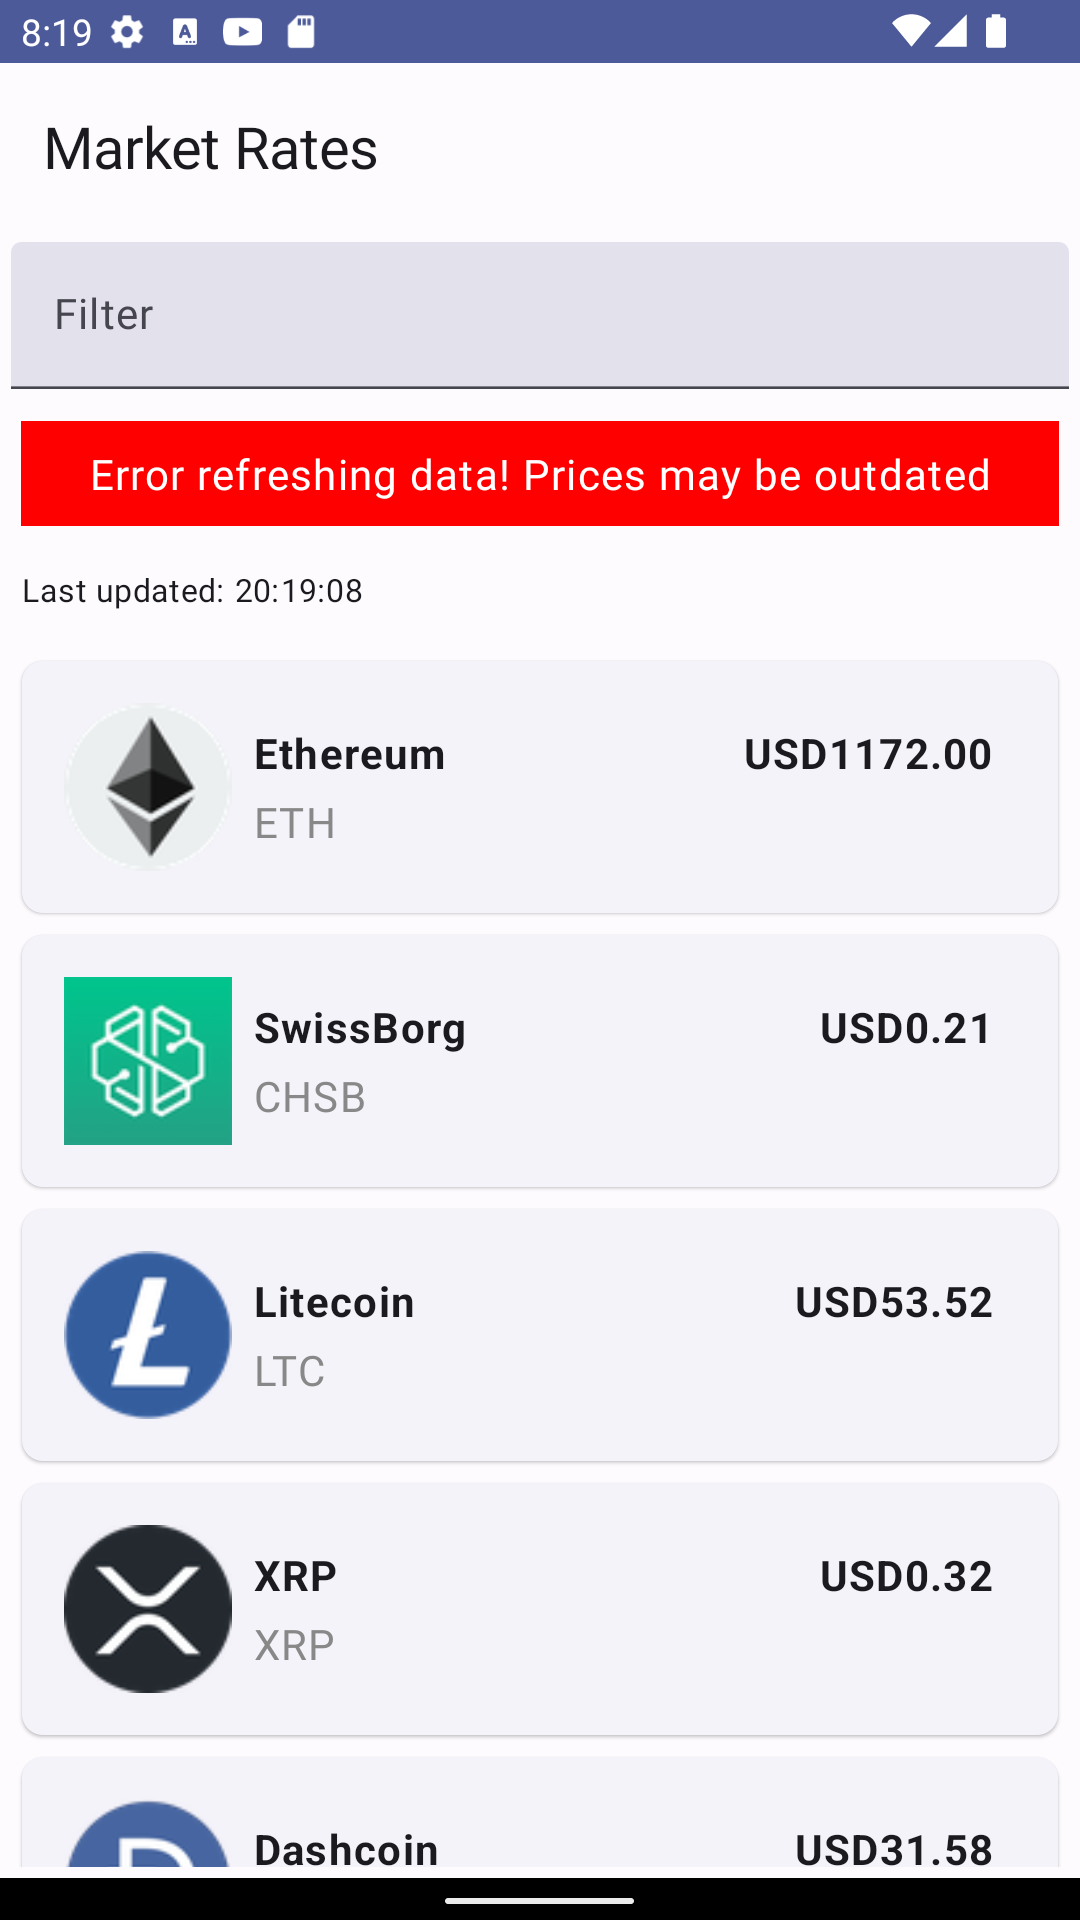 8:19
Market Rates
Filter
Error refreshing data! Prices may be outdated
Last updated: 20:19:08
Ethereum USD1172.00
ETH
SwissBorg USD0.21
CHSB
Litecoin USD53.52
LTC
XRP USD0.32
XRP
Dashcoin USD31.58